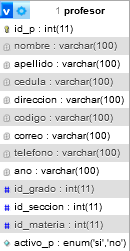 1 profesor
id_p : int(11)
nombre : varchar(100)
apellido : varchar(100)
cedula : varchar(100)
direccion : varchar(100)
codigo : varchar(100)
correo : varchar(100)
telefono : varchar(100)
ano : varchar(100)
id_grado : int(11)
id_seccion : int(11)
id_materia : int(11)
activo_p : enum('si','no')